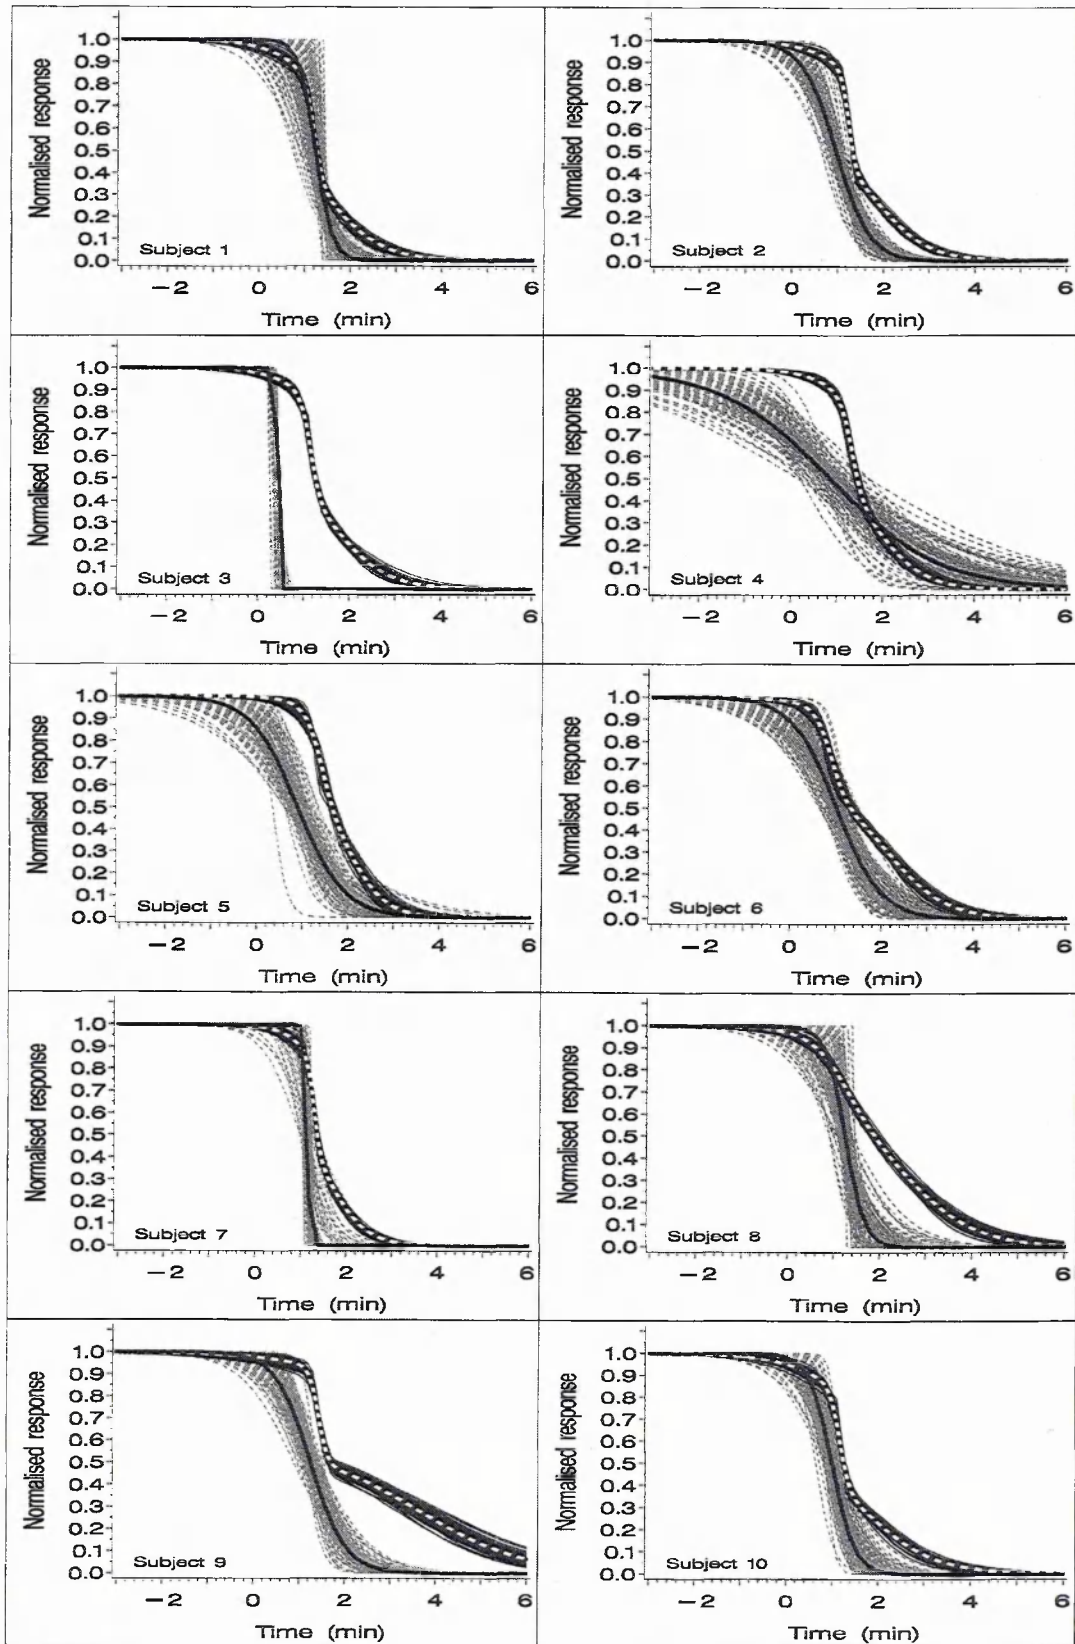 Normalised response
1.0
0.9
0.8
0.7
0.6
0.5
0.4
0.3
0.2
0.1
0.0
Subject 1
−2 0 2 4 6
Time (min)
Normalised response
1.0
0.9
0.8
0.7
0.6
0.5
0.4
0.3
0.2
0.1
0.0
Subject 2
−2 0 2 4 6
Time (min)
Normalised response
1.0
0.9
0.8
0.7
0.6
0.5
0.4
0.3
0.2
0.1
0.0
Subject 3
−2 0 2 4 6
Time (min)
Normalised response
1.0
0.9
0.8
0.7
0.6
0.5
0.4
0.3
0.2
0.1
0.0
Subject 4
−2 0 2 4 6
Time (min)
Normalised response
1.0
0.9
0.8
0.7
0.6
0.5
0.4
0.3
0.2
0.1
0.0
Subject 5
−2 0 2 4 6
Time (min)
Normalised response
1.0
0.9
0.8
0.7
0.6
0.5
0.4
0.3
0.2
0.1
0.0
Subject 6
−2 0 2 4 6
Time (min)
Normalised response
1.0
0.9
0.8
0.7
0.6
0.5
0.4
0.3
0.2
0.1
0.0
Subject 7
−2 0 2 4 6
Time (min)
Normalised response
1.0
0.9
0.8
0.7
0.6
0.5
0.4
0.3
0.2
0.1
0.0
Subject 8
−2 0 2 4 6
Time (min)
Normalised response
1.0
0.9
0.8
0.7
0.6
0.5
0.4
0.3
0.2
0.1
0.0
Subject 9
−2 0 2 4 6
Time (min)
Normalised response
1.0
0.9
0.8
0.7
0.6
0.5
0.4
0.3
0.2
0.1
0.0
Subject 10
−2 0 2 4 6
Time (min)